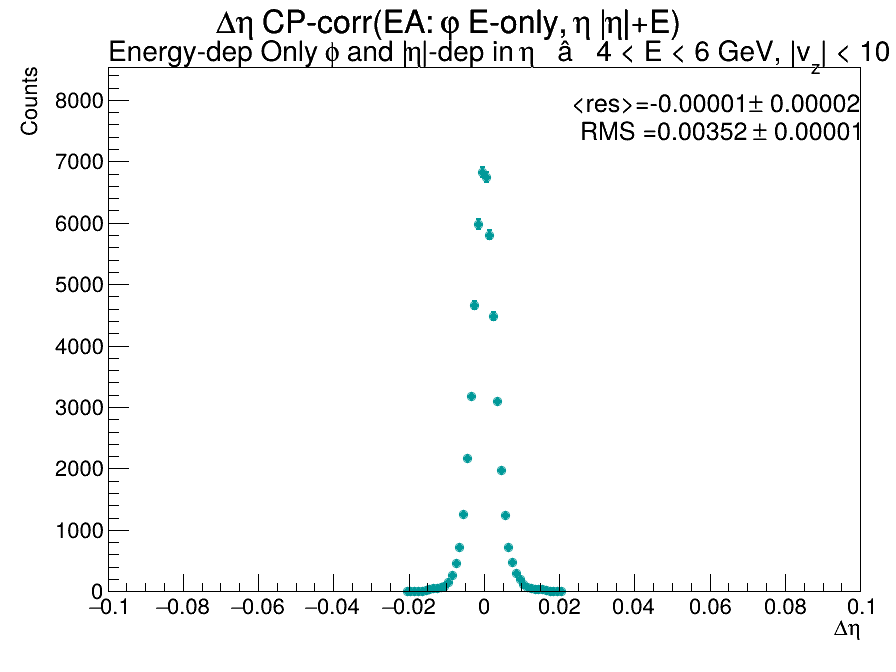 Δη CP-corr(EA: φ E-only, η |η|+E)
Energy-dep Only ϕ and |η|-dep in η â 4 < E < 6 GeV, |v_z| < 10
Counts
<res>=-0.00001± 0.00002
RMS =0.00352± 0.00001
8000
7000
6000
5000
4000
3000
2000
1000
0
−0.1 −0.08 −0.06 −0.04 −0.02 0 0.02 0.04 0.06 0.08 0.1
Δη